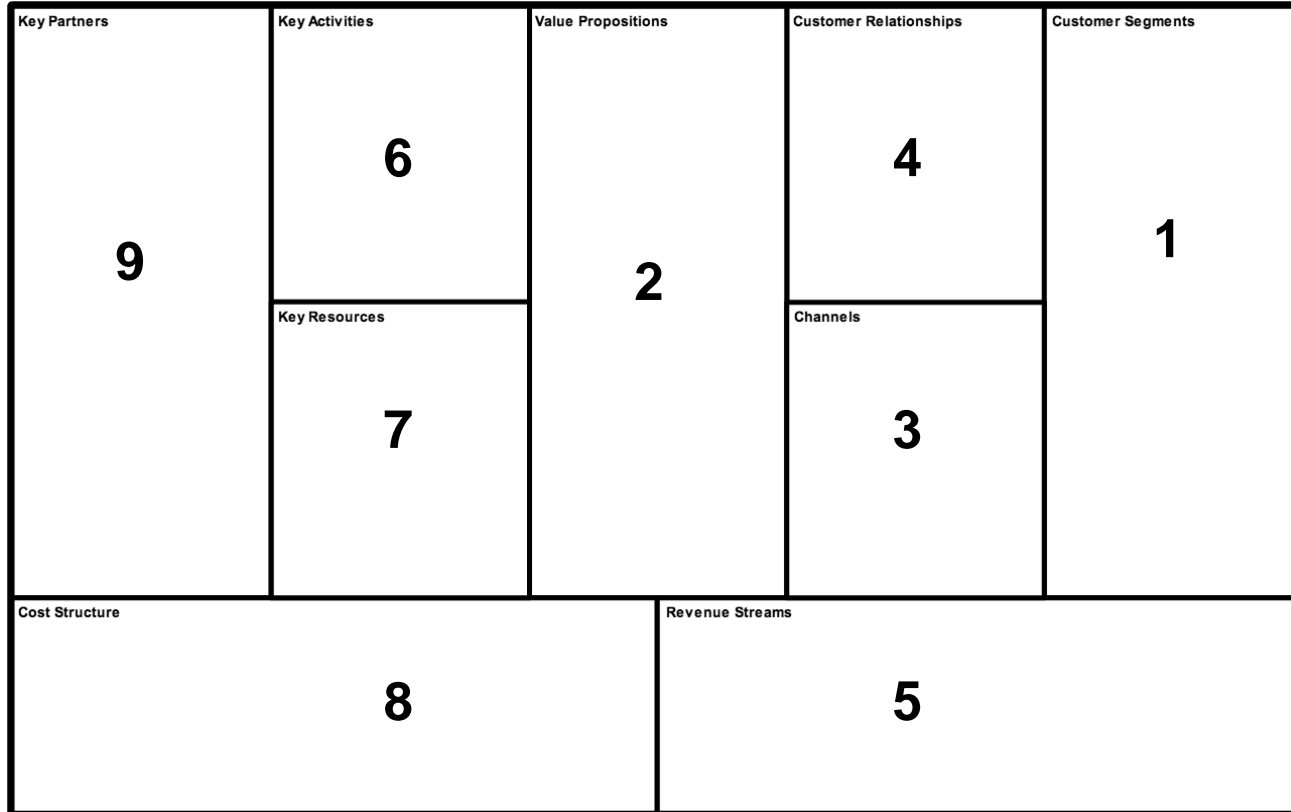 Key Partners
9
Key Activities
6
Key Resources
7
Value Propositions
2
Customer Relationships
4
Channels
3
Customer Segments
1
Cost Structure
8
Revenue Streams
5